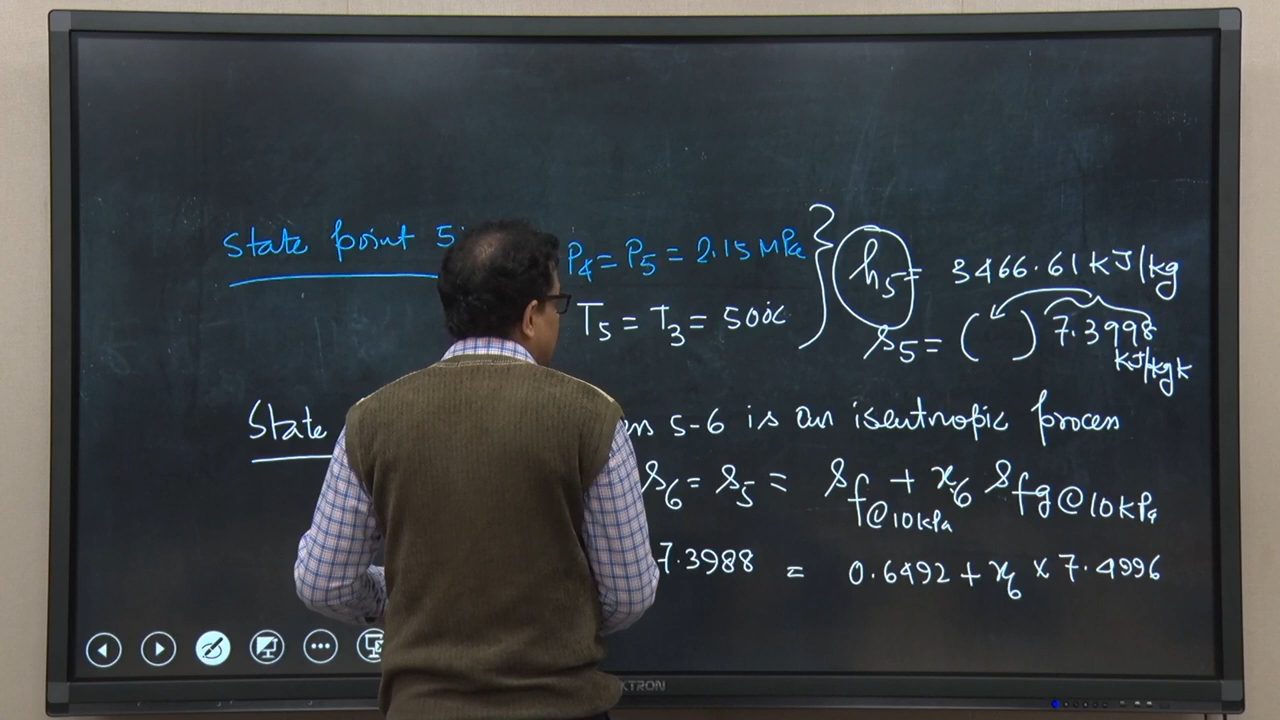 State point 5: P₄ = P₅ = 2.15 MPa } h₅ = 3466.61 kJ/kg
T₅ = T₃ = 500°C s₅ = ( ) 7.3998 kJ/kgK
State 5-6 is an isentropic process
s₆ = s₅ = sf@10kPa + x₆ sfg@10kPa
7.3988 = 0.6492 + x₆ × 7.4996